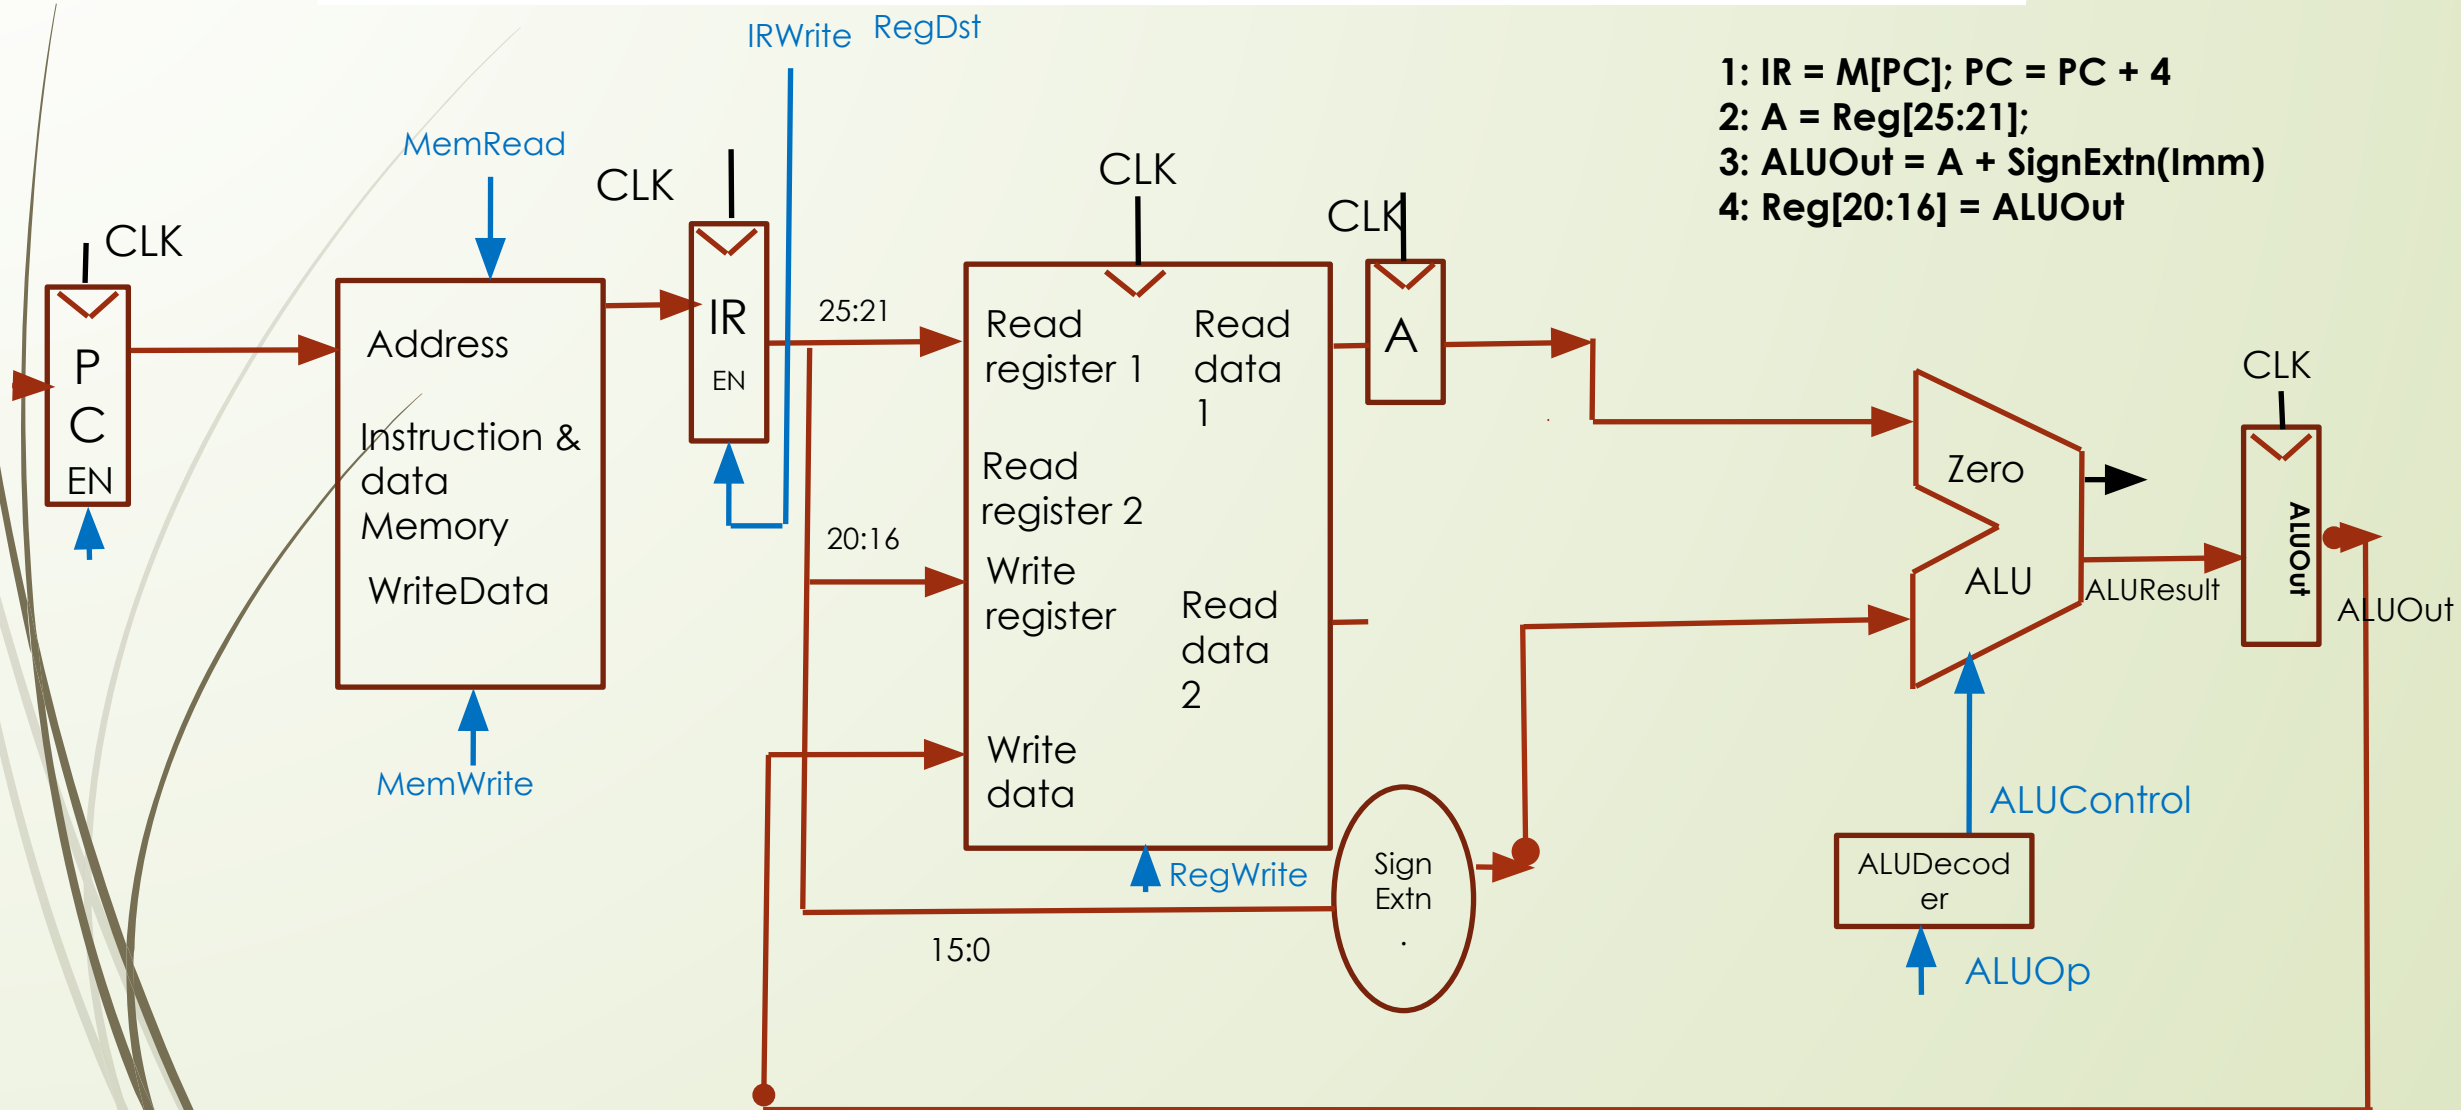 IRWrite
RegDst
1: IR = M[PC]; PC = PC + 4
2: A = Reg[25:21];
3: ALUOut = A + SignExtn(Imm)
4: Reg[20:16] = ALUOut
MemRead
CLK
CLK
CLK
CLK
CLK
P
C
EN
Address
Instruction &
data
Memory
WriteData
MemWrite
IR
EN
25:21
20:16
15:0
Read
register 1
Read
data
1
Read
register 2
Write
register
Read
data
2
Write
data
RegWrite
A
Sign
Extn
.
Zero
ALU
ALUResult
CLK
ALUOut
ALUOut
ALUControl
ALUDecod
er
ALUOp